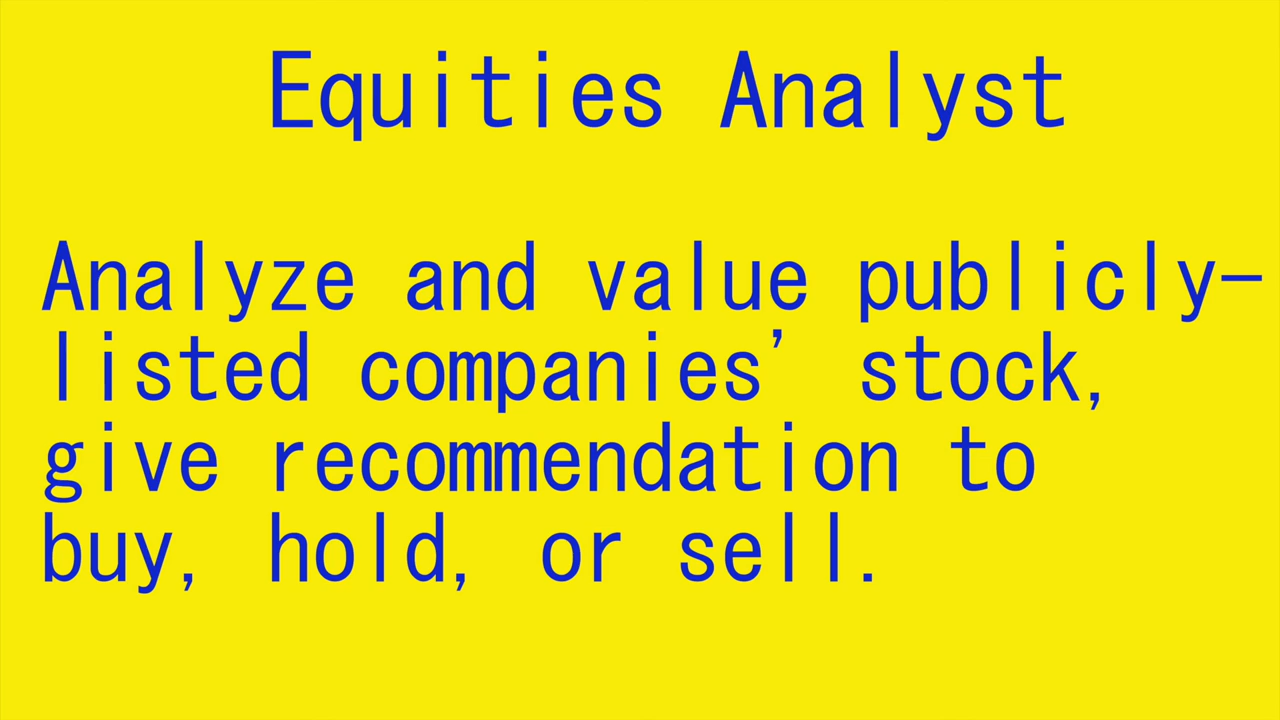 Equities Analyst
Analyze and value publicly-
listed companies’ stock,
give recommendation to
buy, hold, or sell.